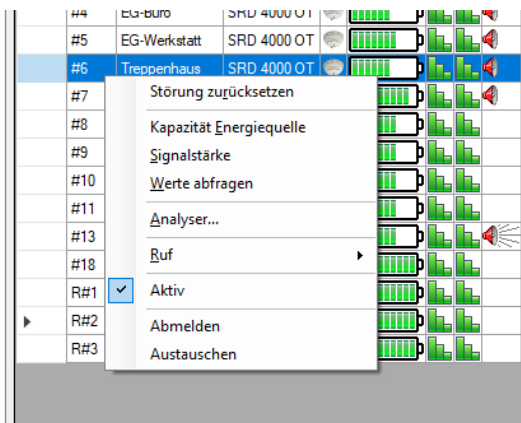 #4 EG-Büro SRD 4000 OT
#5 EG-Werkstatt SRD 4000 OT
#6 Treppenhaus SRD 4000 OT
#7
#8
#9
#10
#11
#13
#18
R#1
R#2
R#3
Störung zurücksetzen
Kapazität Energiequelle
Signalstärke
Werte abfragen
Analyser...
Ruf
Aktiv
Abmelden
Austauschen